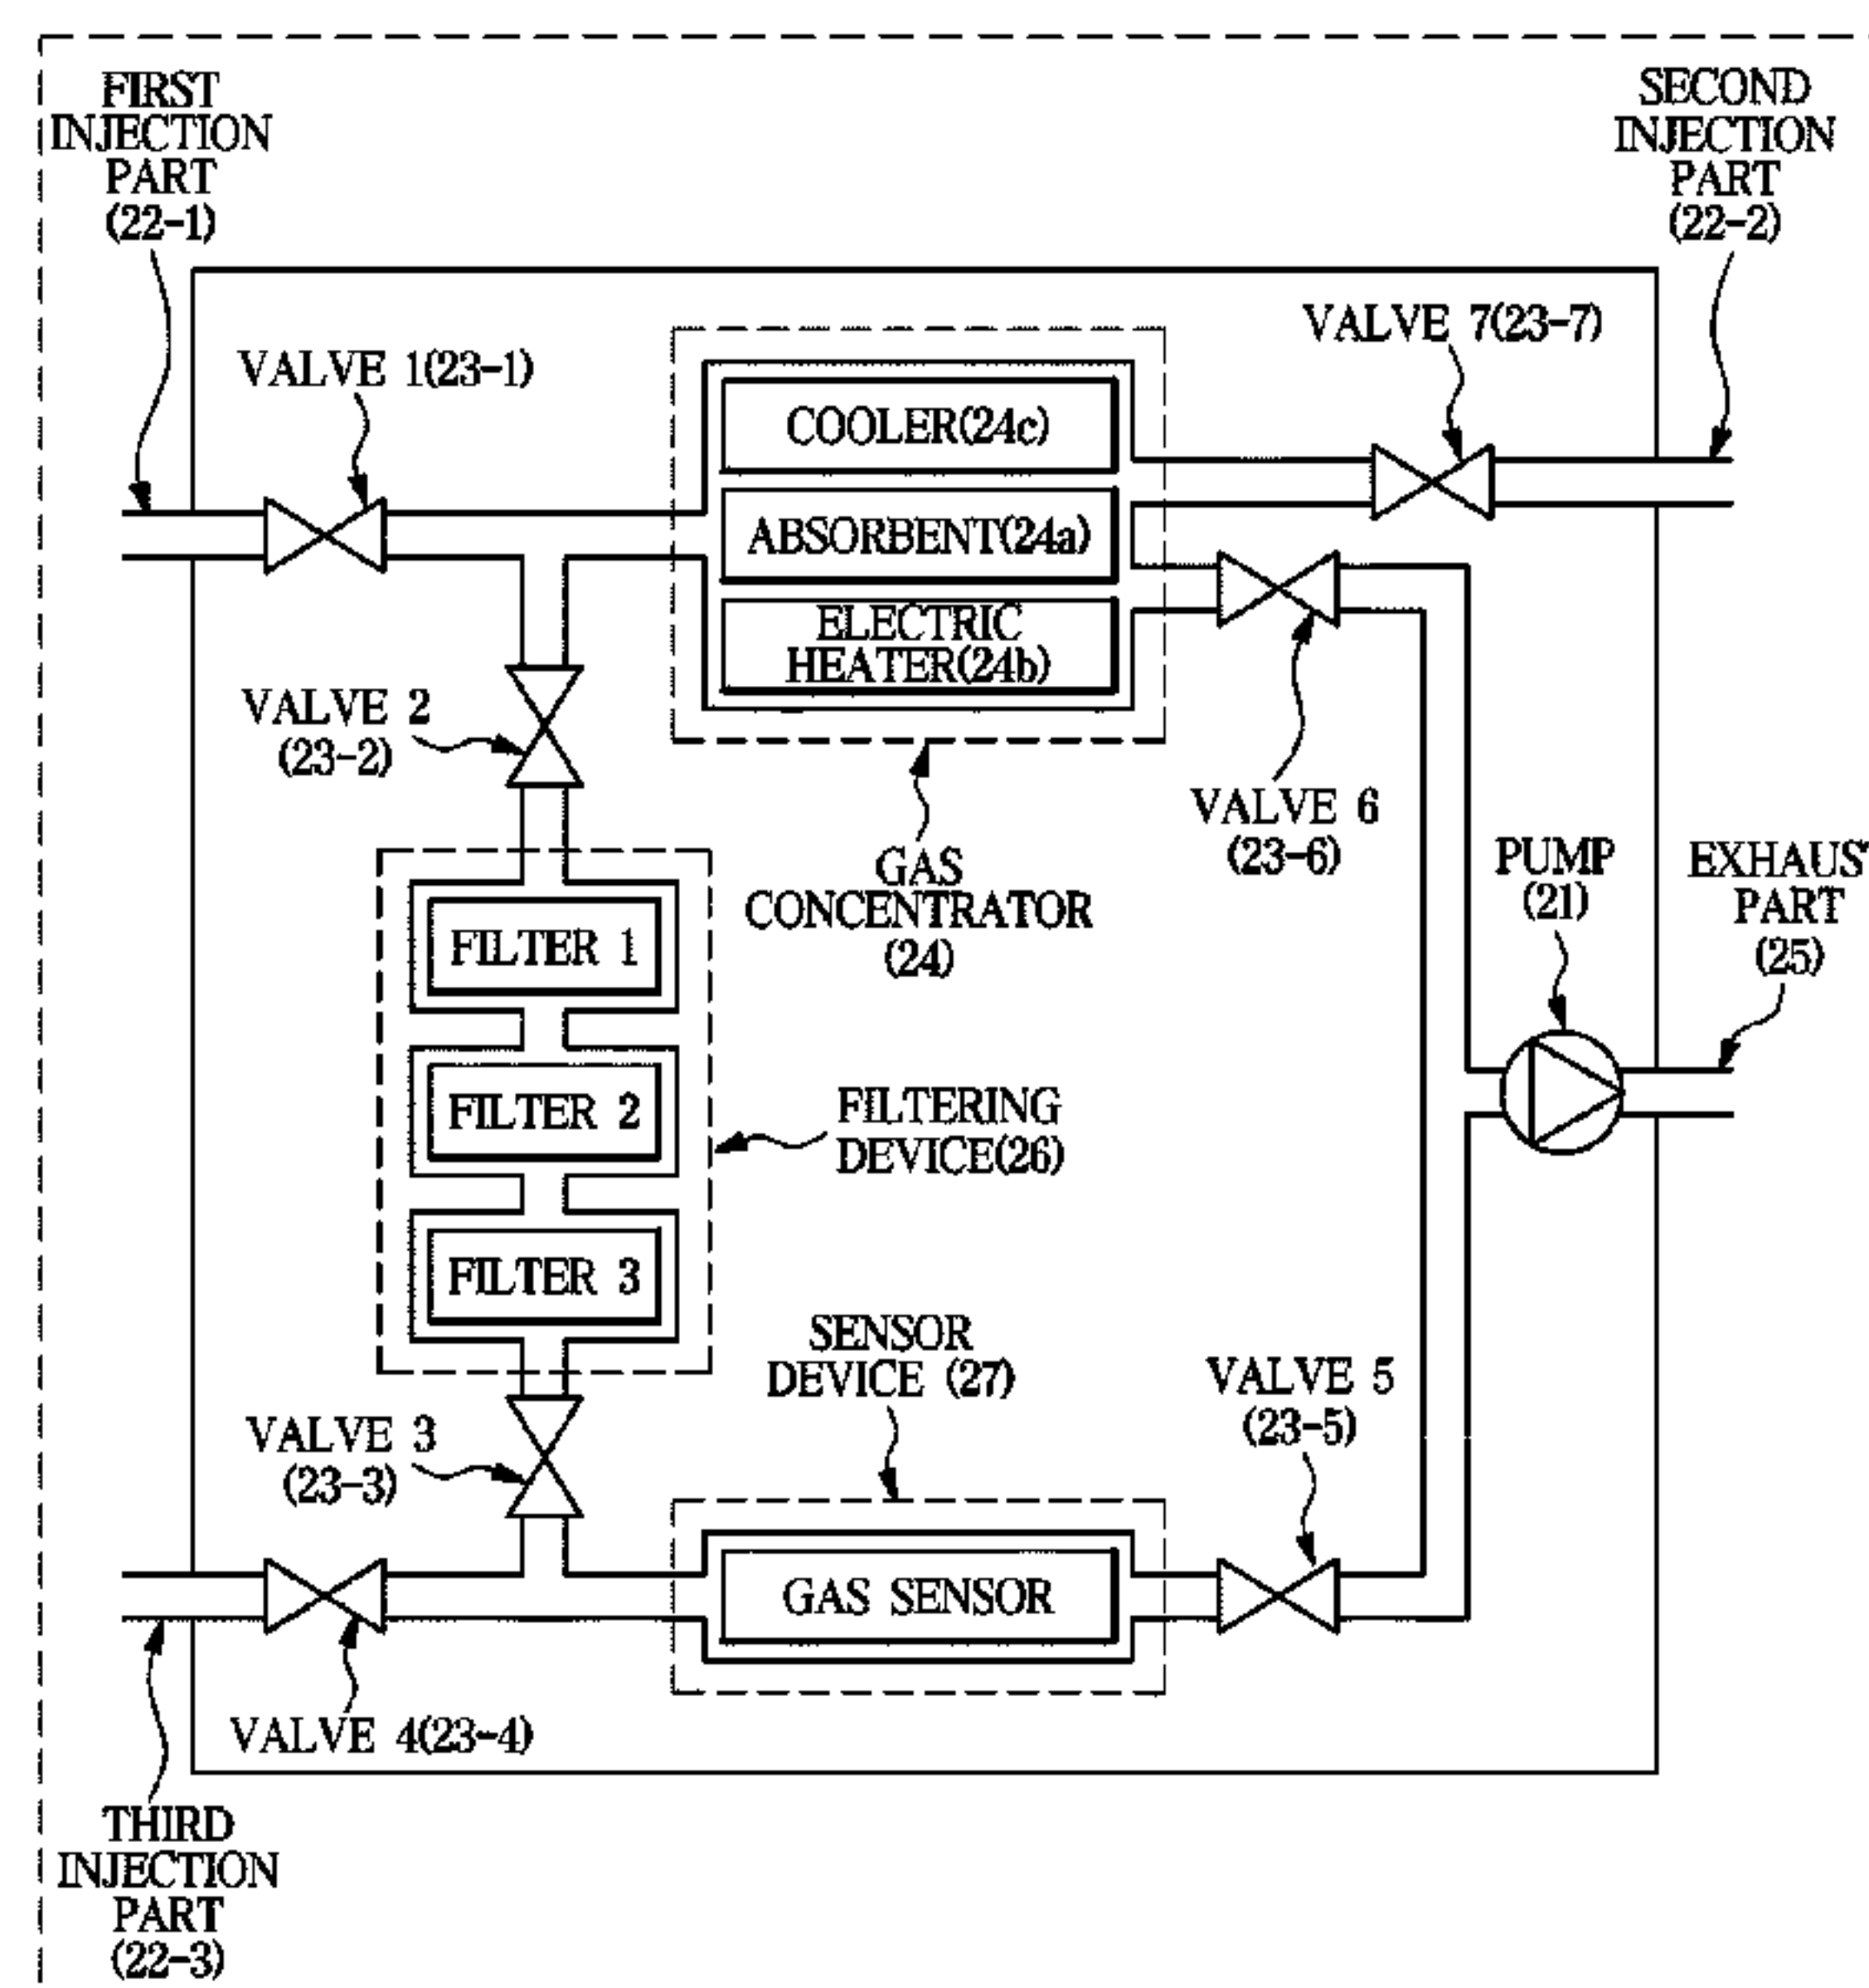 FIRST
INJECTION
PART
(22-1)
SECOND
INJECTION
PART
(22-2)
VALVE 1(23-1)
VALVE 7(23-7)
COOLER(24c)
ABSORBENT(24a)
ELECTRIC
HEATER(24b)
VALVE 2
(23-2)
VALVE 6
(23-6)
GAS
CONCENTRATOR
(24)
PUMP
(21)
EXHAUST
PART
(25)
FILTER 1
FILTER 2
FILTER 3
FILTERING
DEVICE(26)
SENSOR
DEVICE (27)
VALVE 5
(23-5)
VALVE 3
(23-3)
GAS SENSOR
VALVE 4(23-4)
THIRD
INJECTION
PART
(22-3)